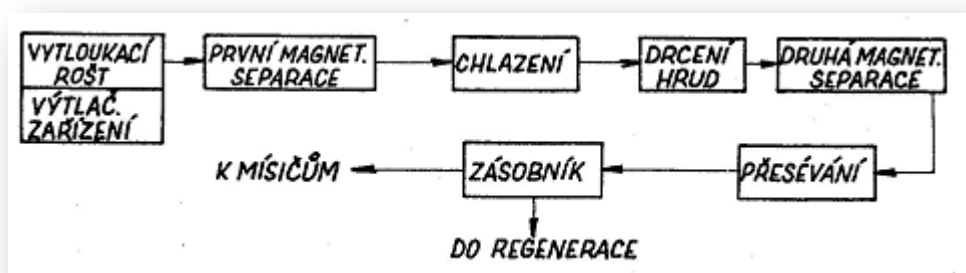 VYTLOUKACÍ
ROŠT
VÝTLAČ.
ZAŘÍZENÍ
PRVNÍ MAGNET.
SEPARACE
CHLAZENÍ
DRCENÍ
HRUD
DRUHÁ MAGNET.
SEPARACE
K MÍSIČŮM
ZÁSOBNÍK
PŘESÉVÁNÍ
DO REGENERACE